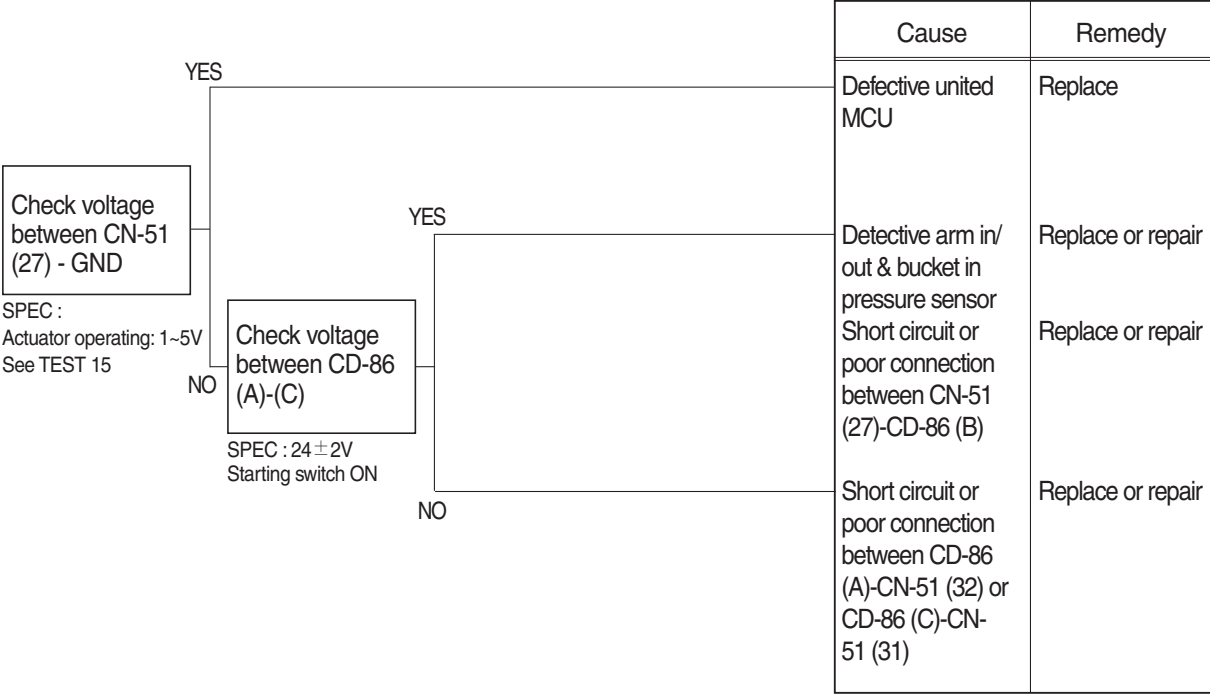 Cause
Remedy
YES
Defective united
MCU
Replace
Check voltage
between CN-51
(27) - GND
SPEC :
Actuator operating: 1~5V
See TEST 15
YES
Detective arm in/
out & bucket in
pressure sensor
Replace or repair
Short circuit or
poor connection
between CN-51
(27)-CD-86 (B)
Replace or repair
NO
Check voltage
between CD-86
(A)-(C)
SPEC : 24±2V
Starting switch ON
NO
Short circuit or
poor connection
between CD-86
(A)-CN-51 (32) or
CD-86 (C)-CN-
51 (31)
Replace or repair